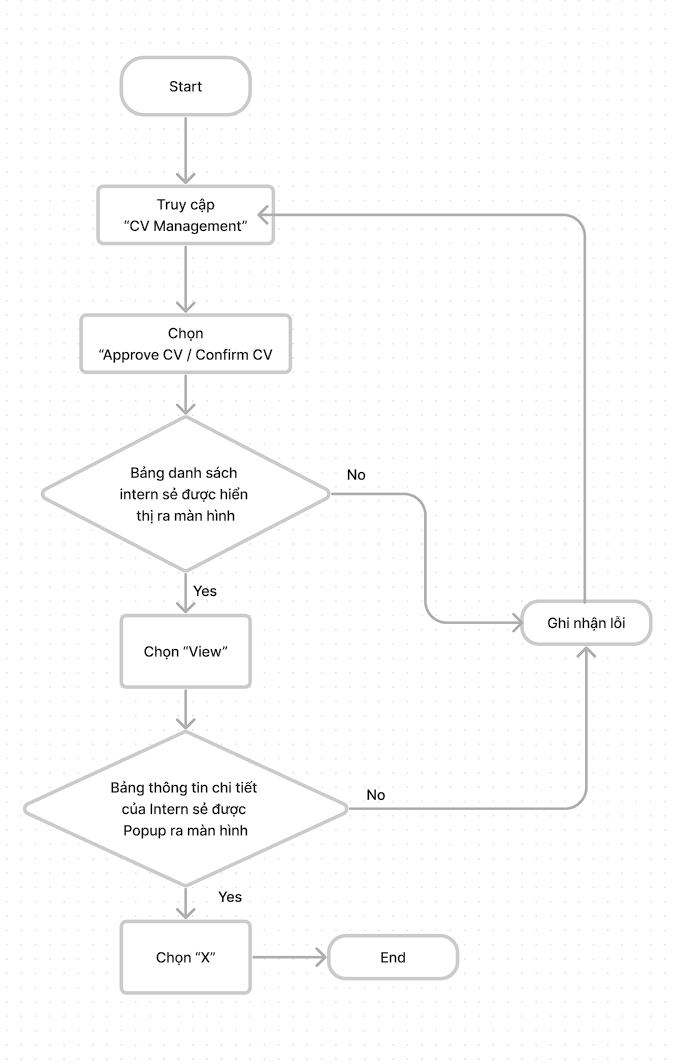 Start
Truy cập
“CV Management”
Chọn
“Approve CV / Confirm CV
Bảng danh sách
intern sẻ được hiển
thị ra màn hình
No
Yes
Ghi nhận lỗi
Chọn “View”
Bảng thông tin chi tiết
của Intern sẻ được
Popup ra màn hình
No
Yes
Chọn “X”
End